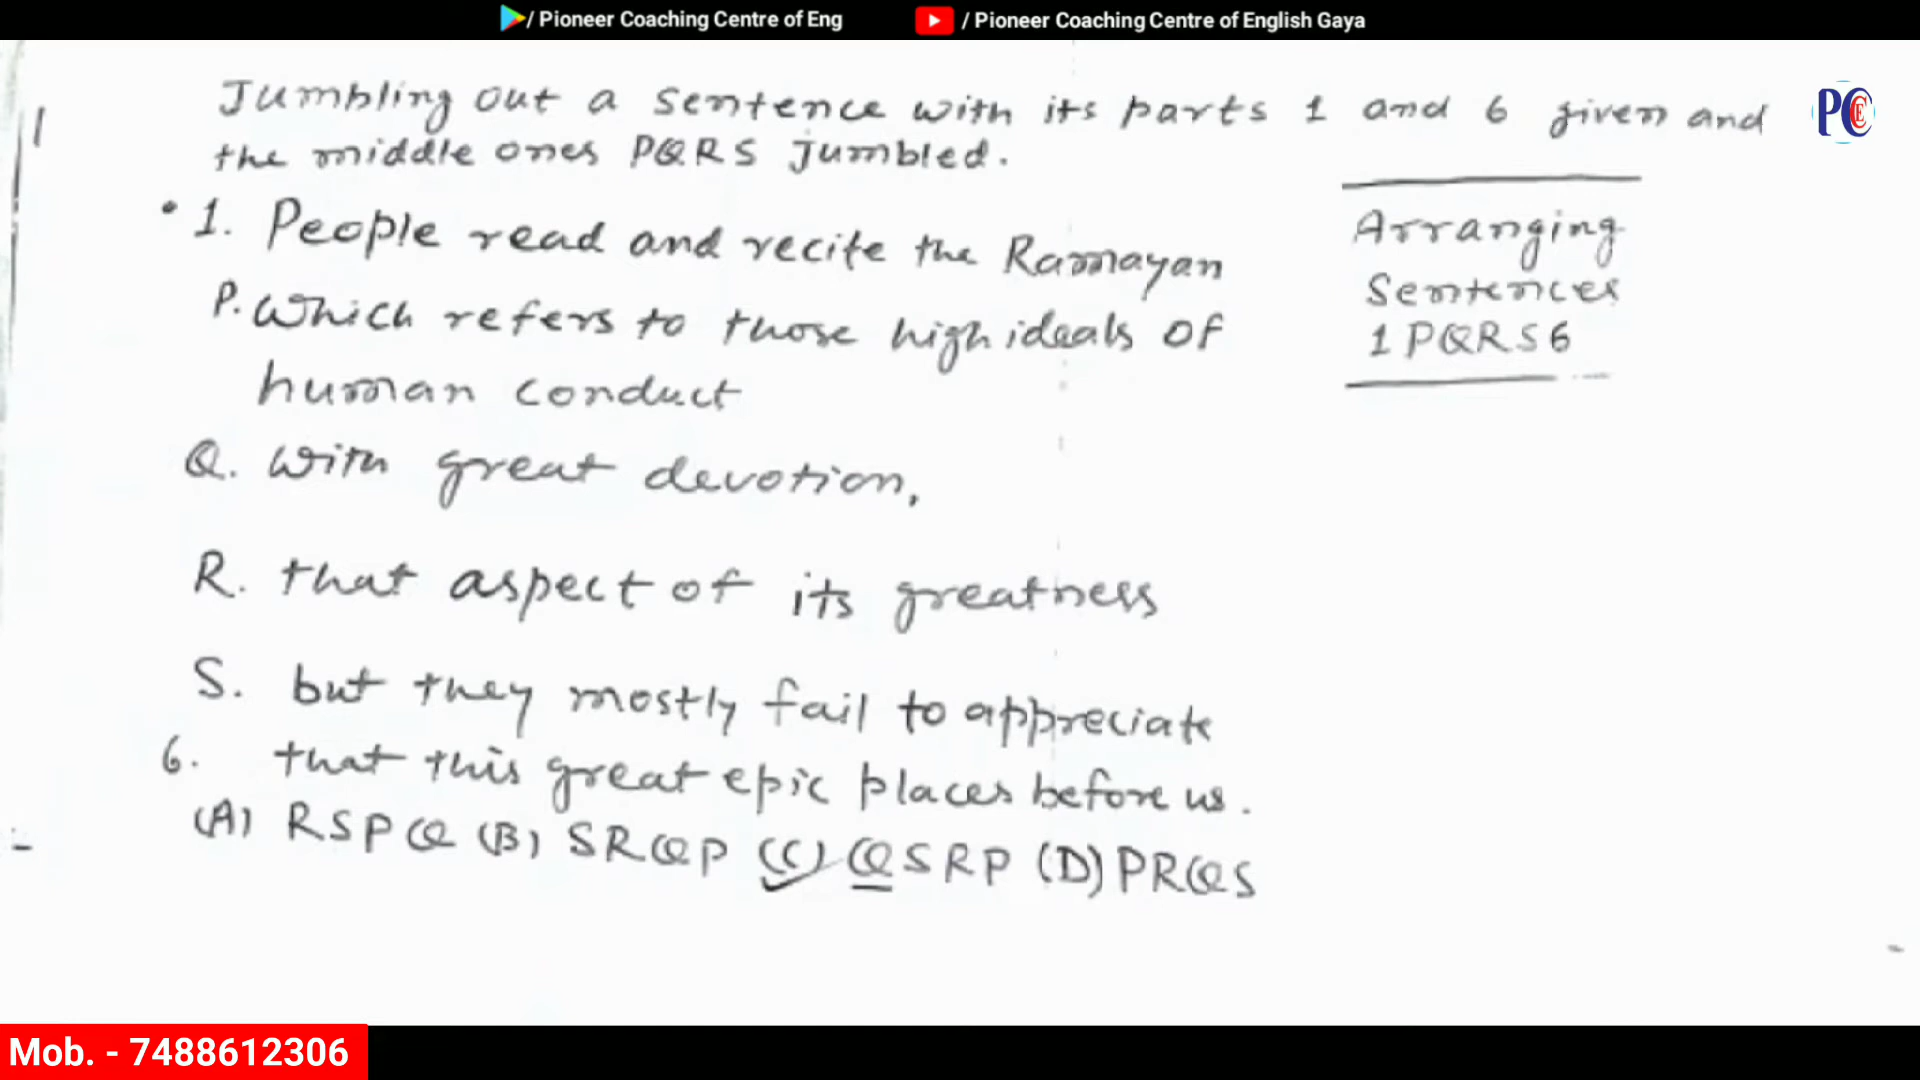 / Pioneer Coaching Centre of Eng
/ Pioneer Coaching Centre of English Gaya
Jumbling out a sentence with its parts 1 and 6 given and
the middle ones PQRS jumbled.
PCEC
Arranging
Sentences
1PQRS6
1. People read and recite the Ramayan
P. which refers to those high ideals of
human conduct
Q. with great devotion,
R. that aspect of its greatness
S. but they mostly fail to appreciate
6. that this great epic places before us.
(A) RSPQ (B) SRQP (C) QSRP (D) PRQS
Mob. - 7488612306